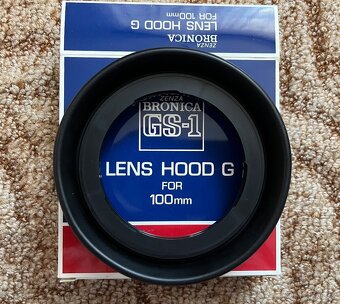 ZENZA
BRONICA
LENS HOOD G
FOR 100mm
ZENZA
BRONICA
GS-1
LENS HOOD G
FOR
100mm